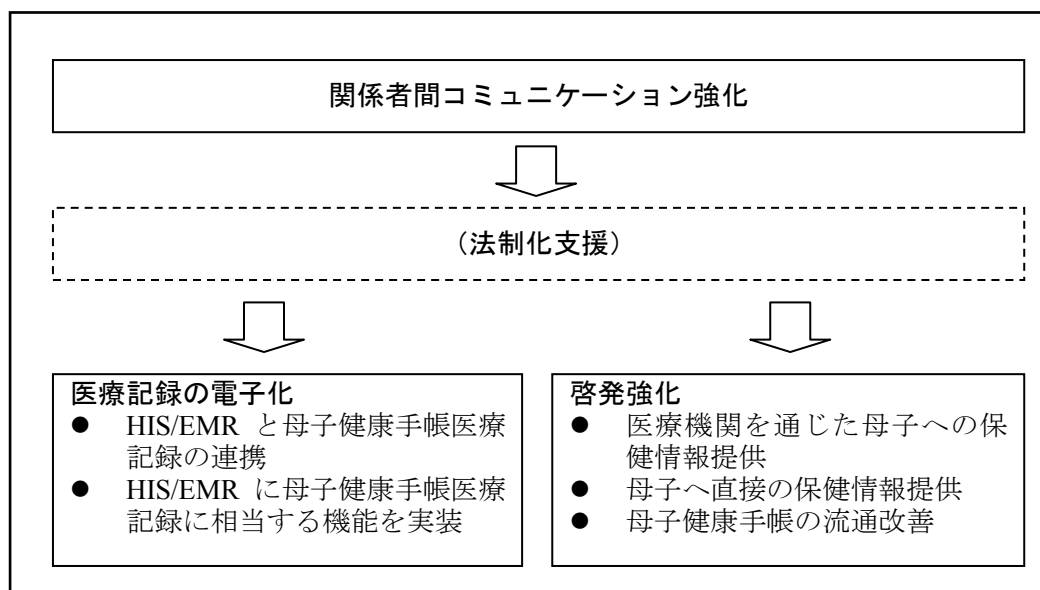 関係者間コミュニケーション強化
（法制化支援）
医療記録の電子化
● HIS/EMR と母子健康手帳医療
記録の連携
● HIS/EMR に母子健康手帳医療
記録に相当する機能を実装
啓発強化
● 医療機関を通じた母子への保
健情報提供
● 母子へ直接の保健情報提供
● 母子健康手帳の流通改善